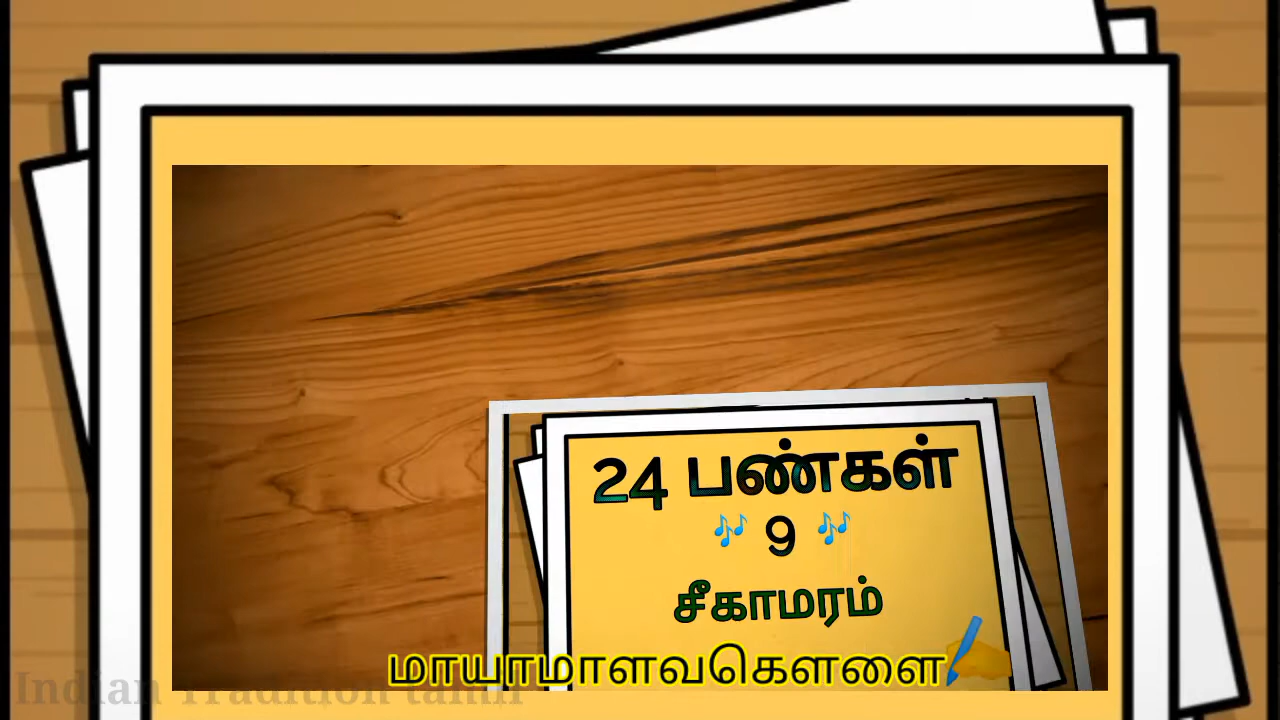 24 பண்கள்
🎶 9 🎶
சீகாமரம்
மாயாமாளவகௌளை✍
Indian Tradition tamil